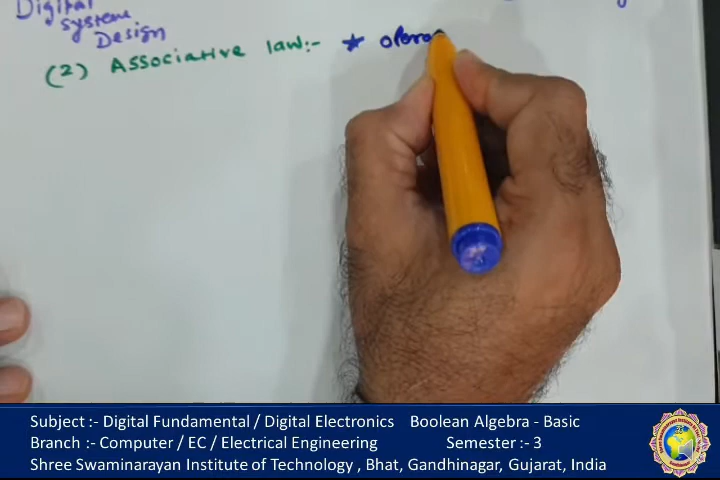 Digital
System
Design
(2) Associative law:- ★ opera
Subject :- Digital Fundamental / Digital Electronics Boolean Algebra - Basic
Branch :- Computer / EC / Electrical Engineering Semester :- 3
Shree Swaminarayan Institute of Technology , Bhat, Gandhinagar, Gujarat, India